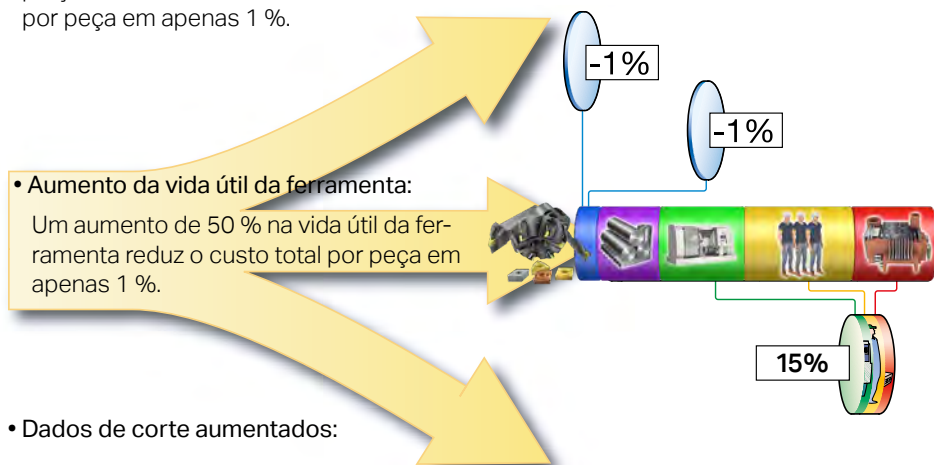 por peça em apenas 1 %.
-1%
-1%
• Aumento da vida útil da ferramenta:
Um aumento de 50 % na vida útil da fer-
ramenta reduz o custo total por peça em
apenas 1 %.
15%
• Dados de corte aumentados: